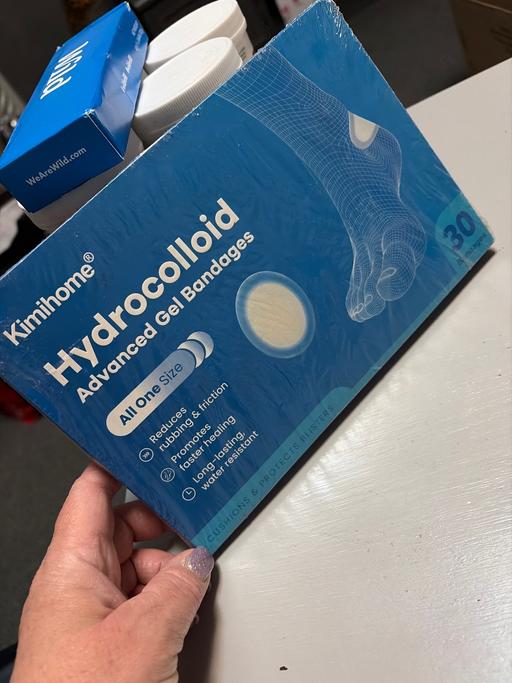 WILD
WeAreWild.com
Kimihome®
Hydrocolloid
Advanced Gel Bandages
All One Size
Reduces
rubbing & friction
Promotes
faster healing
Long-lasting,
water resistant
30
CUSHIONS & PROTECTS BLISTERS